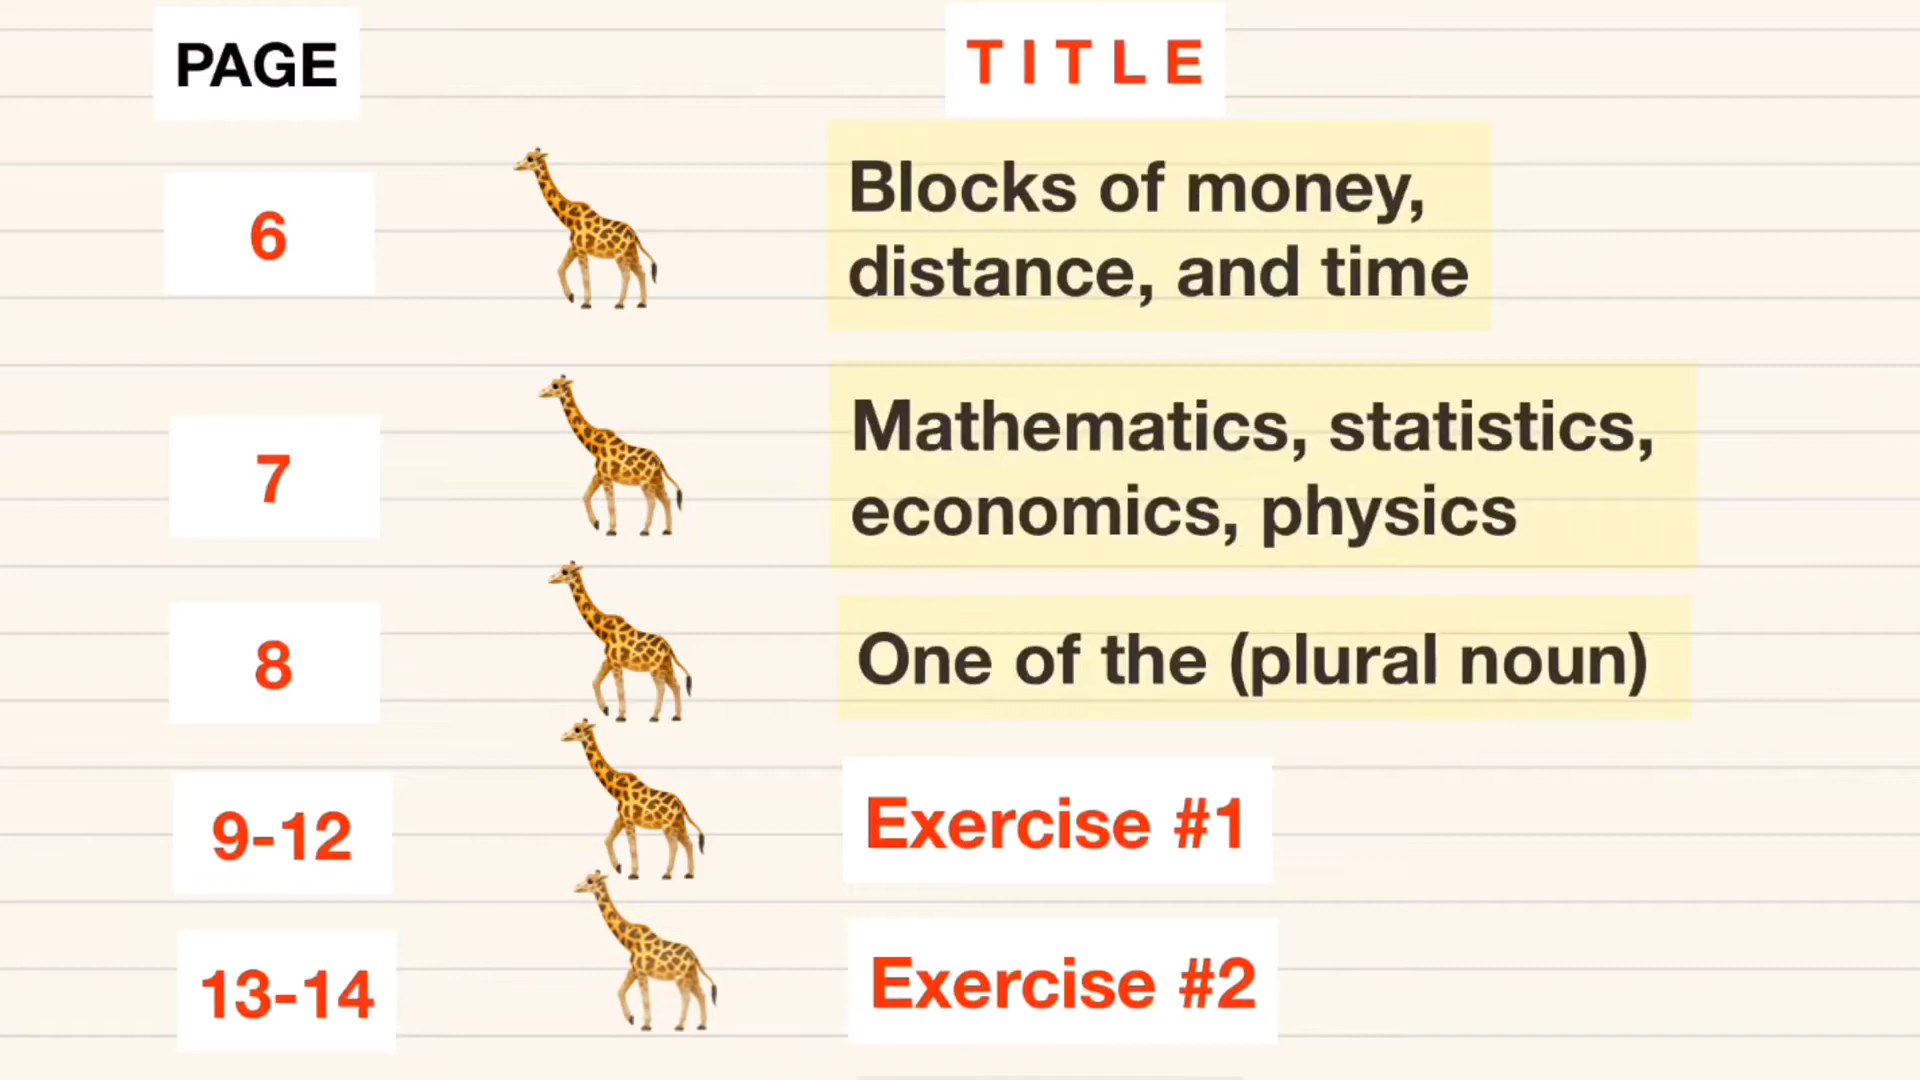 PAGE TITLE
6 Blocks of money,
distance, and time
7 Mathematics, statistics,
economics, physics
8 One of the (plural noun)
9-12 Exercise #1
13-14 Exercise #2